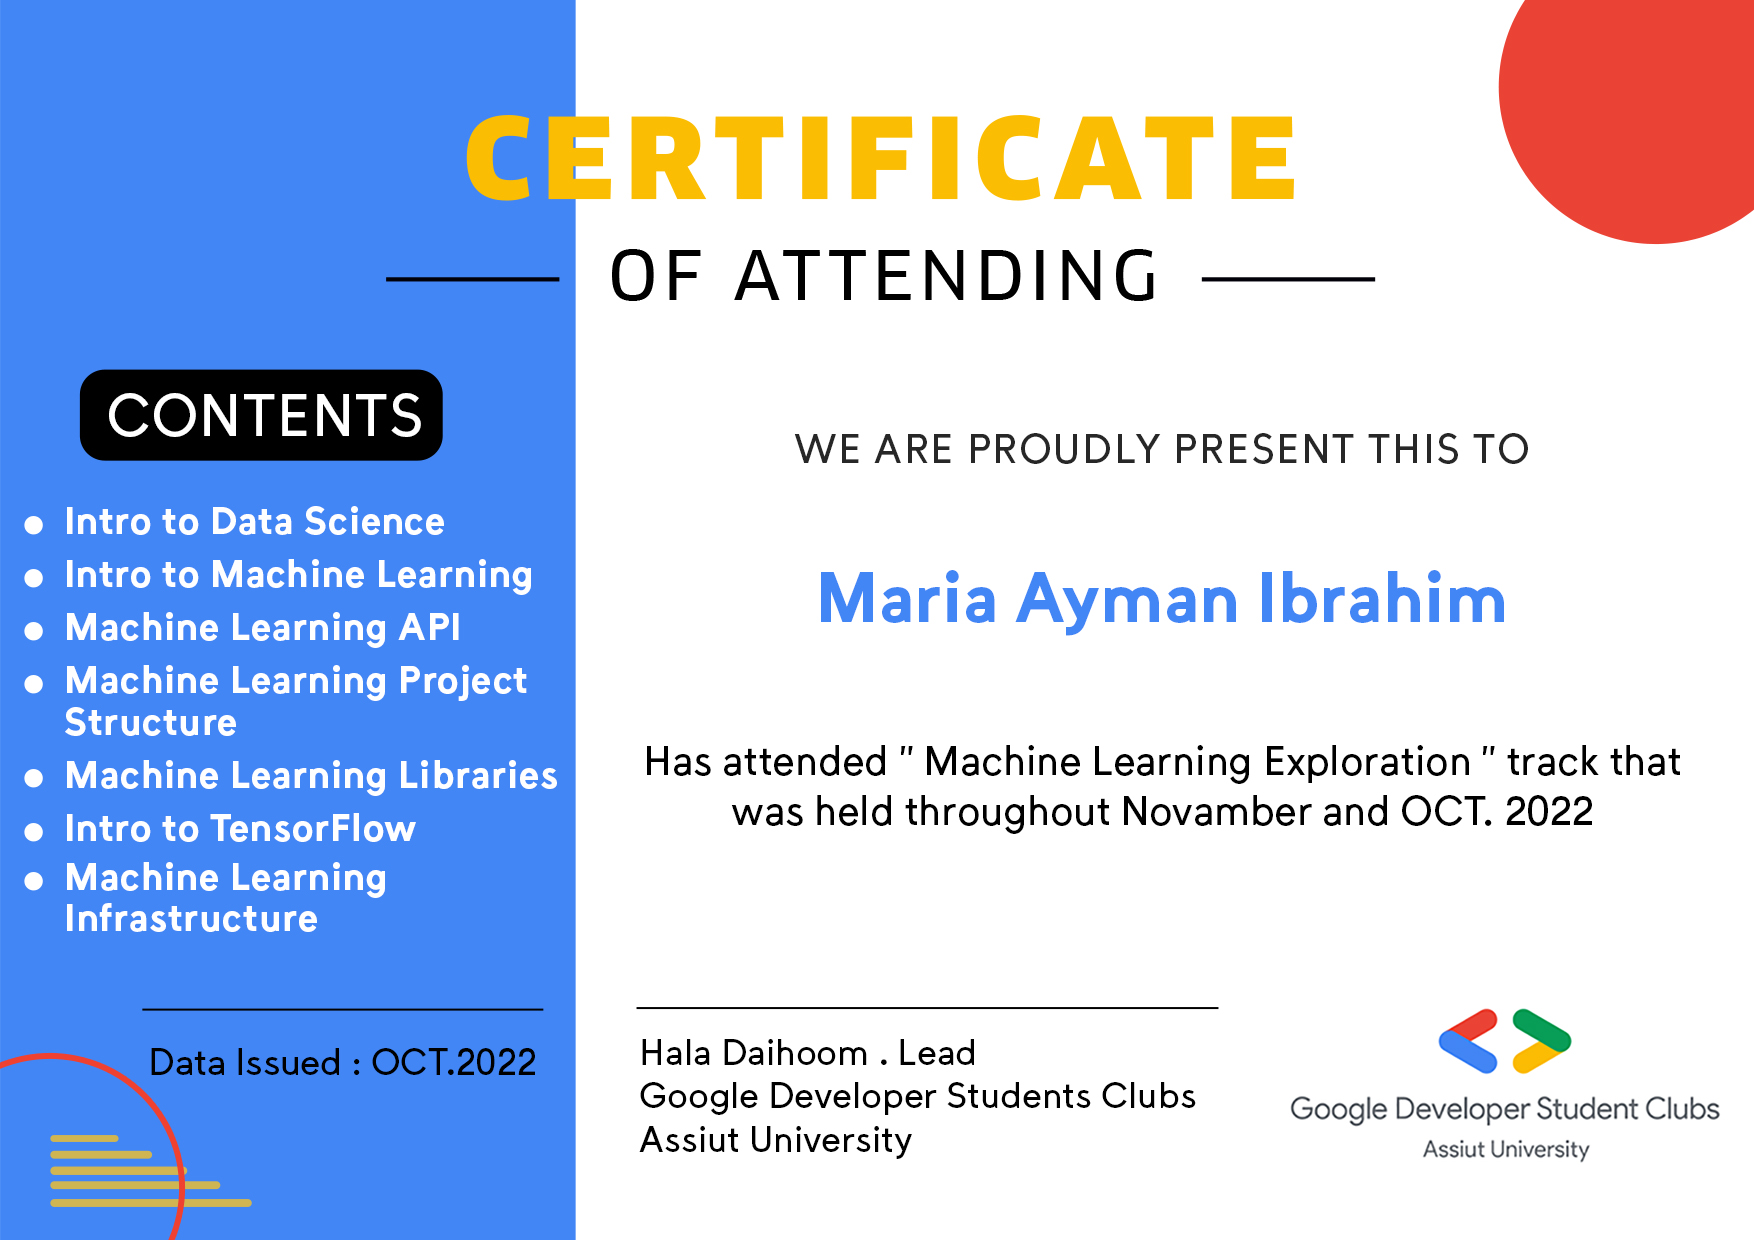 CERTIFICATE
OF ATTENDING
CONTENTS
● Intro to Data Science
● Intro to Machine Learning
● Machine Learning API
● Machine Learning Project
Structure
● Machine Learning Libraries
● Intro to TensorFlow
● Machine Learning
Infrastructure
Data Issued : OCT.2022
WE ARE PROUDLY PRESENT THIS TO
Maria Ayman Ibrahim
Has attended " Machine Learning Exploration " track that
was held throughout Novamber and OCT. 2022
Hala Daihoom . Lead
Google Developer Students Clubs
Assiut University
Google Developer Student Clubs
Assiut University